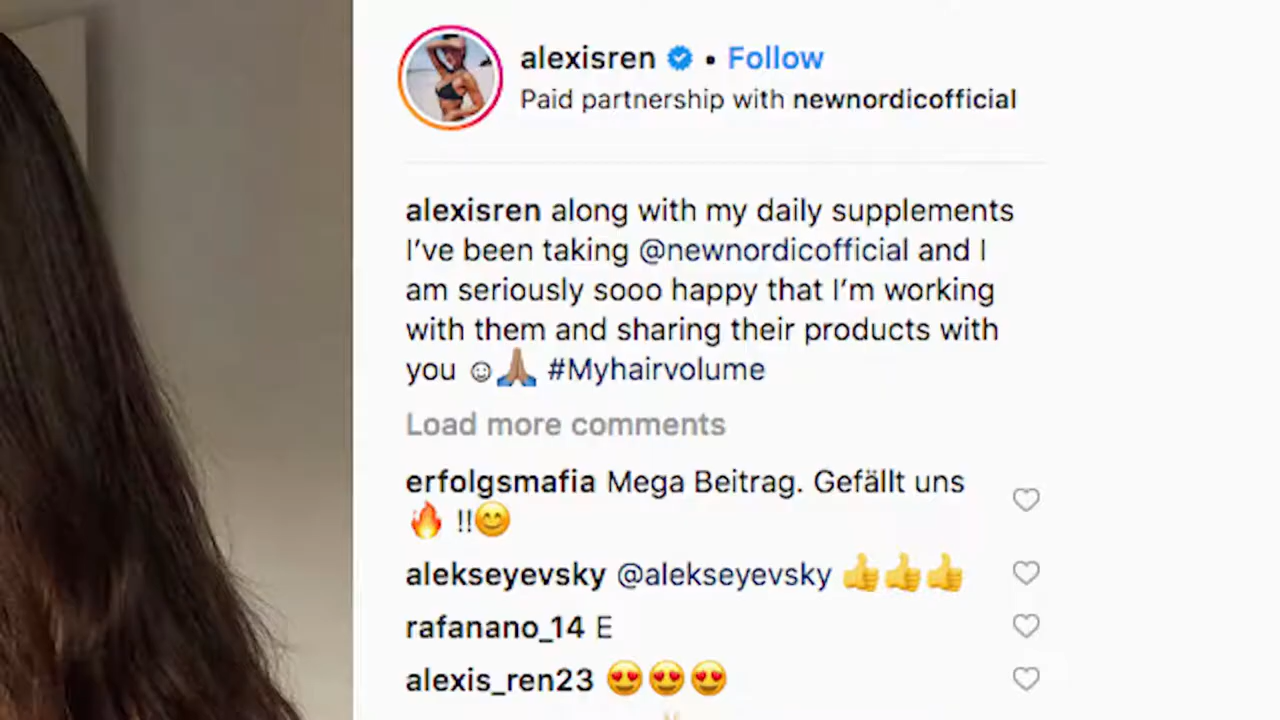 alexisren • Follow
Paid partnership with newnordicofficial
alexisren along with my daily supplements
I’ve been taking @newnordicofficial and I
am seriously sooo happy that I’m working
with them and sharing their products with
you ☺🙏🏽 #Myhairvolume
Load more comments
erfolgsmafia Mega Beitrag. Gefällt uns
🔥 !!😊
alekseyevsky @alekseyevsky 👍👍👍
rafanano_14 E
alexis_ren23 😍😍😍